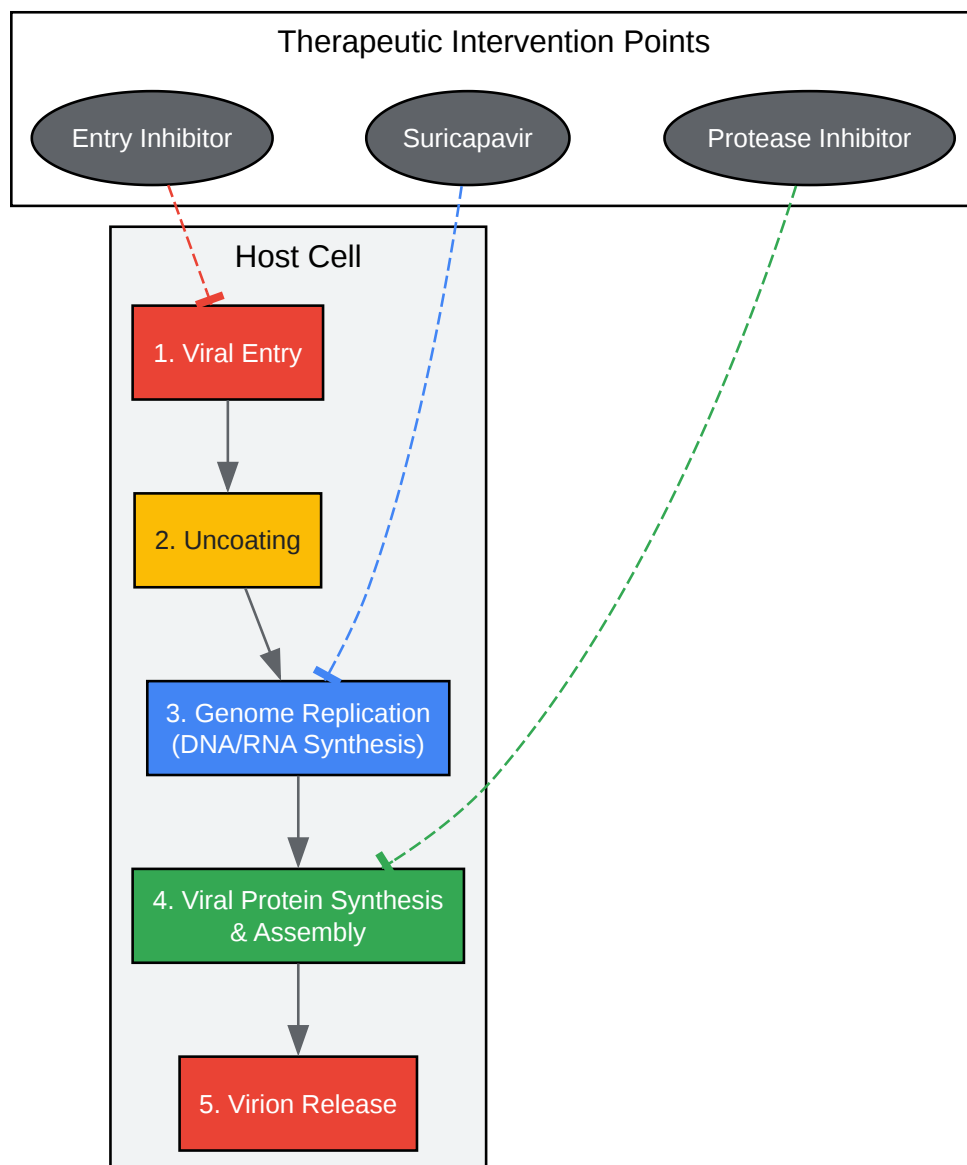 Therapeutic Intervention Points
Entry Inhibitor
Suricapavir
Protease Inhibitor
Host Cell
1. Viral Entry
2. Uncoating
3. Genome Replication
(DNA/RNA Synthesis)
4. Viral Protein Synthesis
& Assembly
5. Virion Release